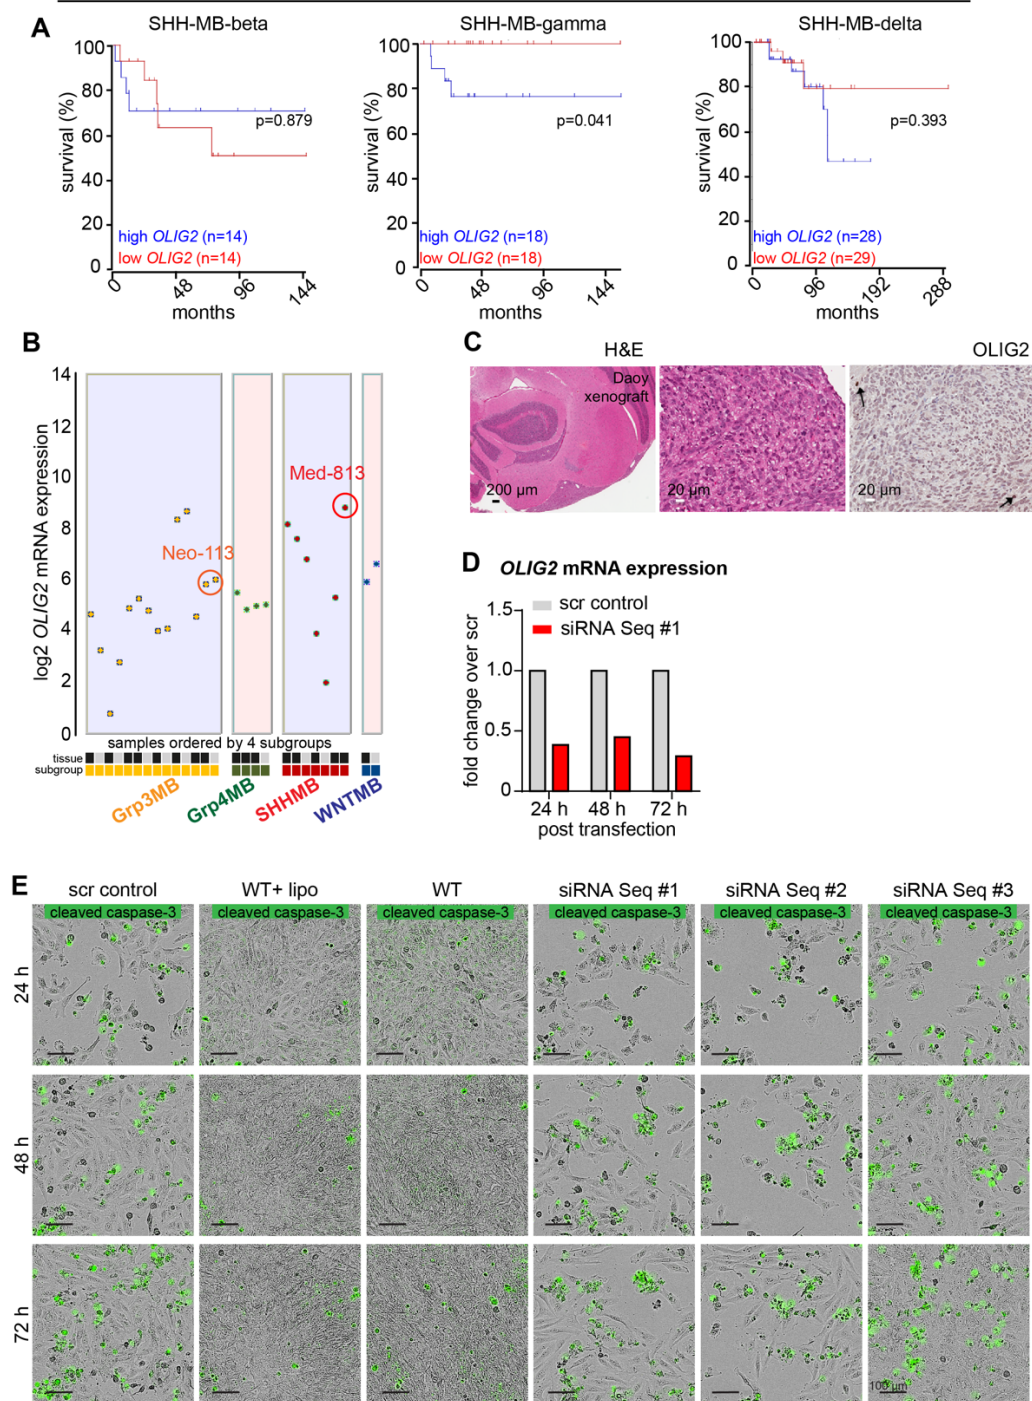 A
SHH-MB-beta
SHH-MB-gamma
SHH-MB-delta
survival (%)
100
80
60
40
20
0
p=0.879
high OLIG2 (n=14)
low OLIG2 (n=14)
0 48 96 144
months
survival (%)
100
80
60
40
20
0
p=0.041
high OLIG2 (n=18)
low OLIG2 (n=18)
0 48 96 144
months
survival (%)
100
80
60
40
20
0
p=0.393
high OLIG2 (n=28)
low OLIG2 (n=29)
0 96 192 288
months
B
log2 OLIG2 mRNA expression
14
12
10
8
6
4
2
0
Med-813
Neo-113
samples ordered by 4 subgroups
tissue
subgroup
Grp3MB
Grp4MB
SHHMB
WNTMB
C
H&E
OLIG2
Daoy
xenograft
200 µm
20 µm
20 µm
D
OLIG2 mRNA expression
scr control
siRNA Seq #1
fold change over scr
1.5
1.0
0.5
0
24 h 48 h 72 h
post transfection
E
scr control
WT+ lipo
WT
siRNA Seq #1
siRNA Seq #2
siRNA Seq #3
cleaved caspase-3
cleaved caspase-3
cleaved caspase-3
cleaved caspase-3
cleaved caspase-3
cleaved caspase-3
24 h
48 h
72 h
100 µm